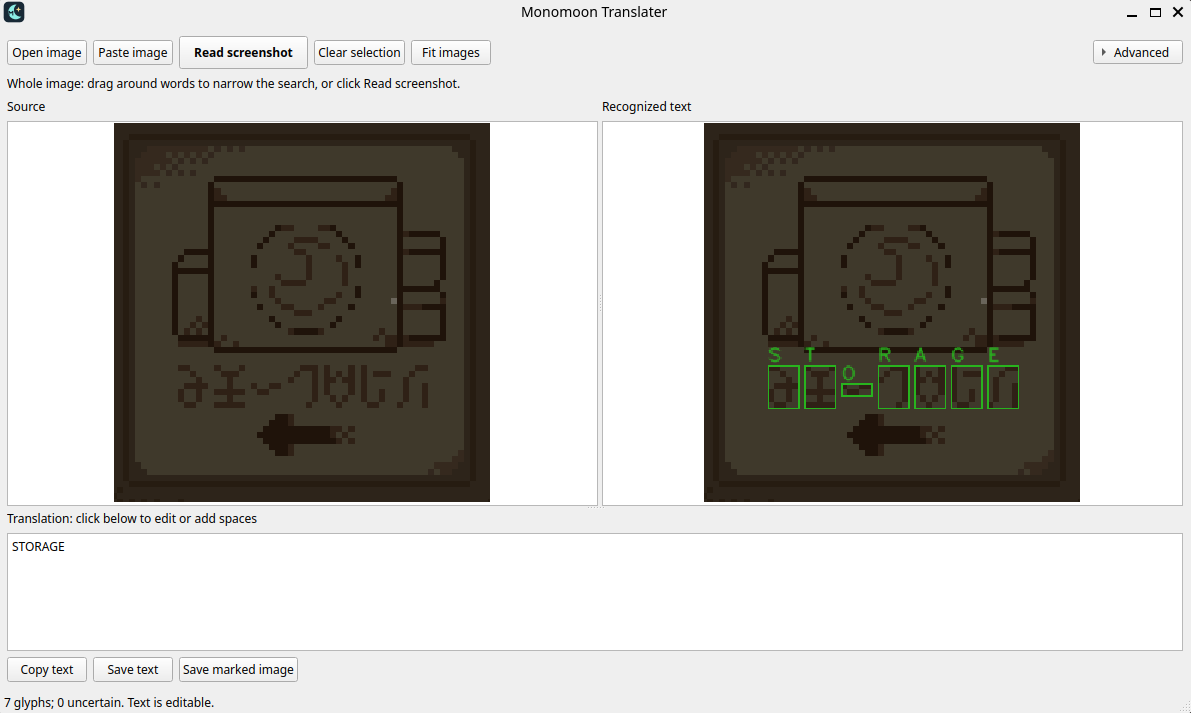 Monomoon Translater
Open image
Paste image
Read screenshot
Clear selection
Fit images
Advanced
Whole image: drag around words to narrow the search, or click Read screenshot.
Source
Recognized text
S T O R A G E
Translation: click below to edit or add spaces
STORAGE
Copy text
Save text
Save marked image
7 glyphs; 0 uncertain. Text is editable.